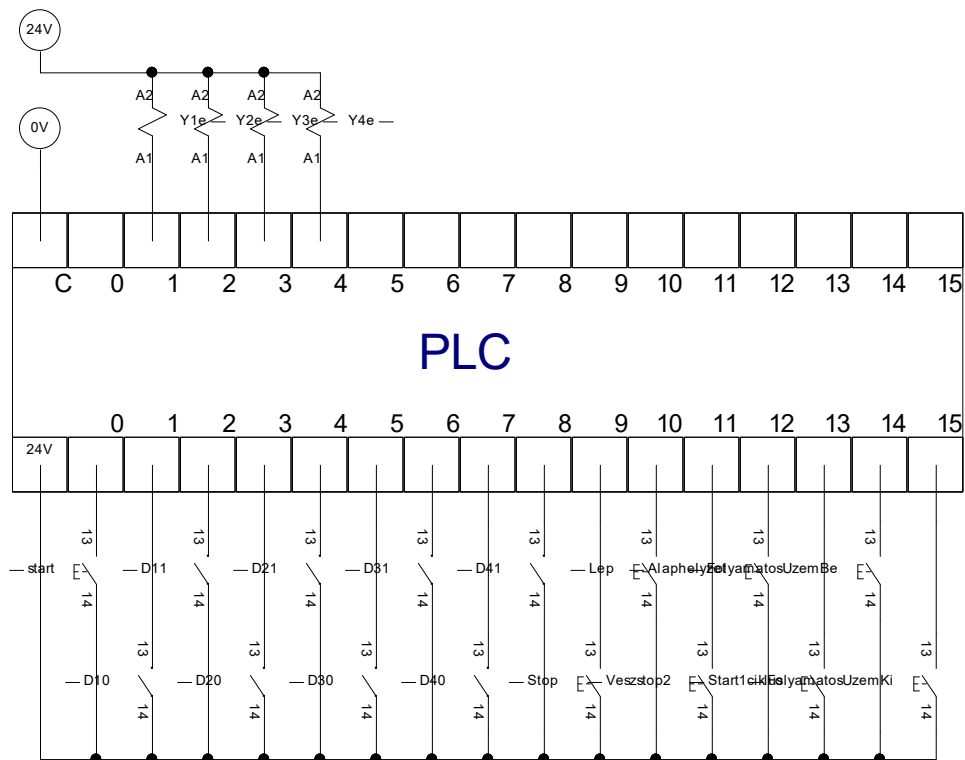 24V
A2 A2 A2 A2
0V
Y1e — Y2e — Y3e — Y4e —
A1 A1 A1 A1
C 0 1 2 3 4 5 6 7 8 9 10 11 12 13 14 15
PLC
0 1 2 3 4 5 6 7 8 9 10 11 12 13 14 15
24V
13 13 13 13 13 13 13 13
— start — D11 — D21 — D31 — D41 — Lep — Alaphelyzet — FolyamatosUzemBe
14 14 14 14 14 14 14 14
13 13 13 13 13 13 13 13
— D10 — D20 — D30 — D40 — Stop — Veszstop2 — Start1ciklus — FolyamatosUzemKi
14 14 14 14 14 14 14 14